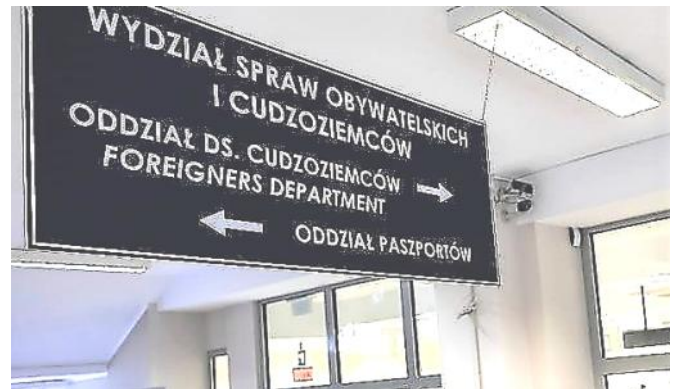 WYDZIAŁ SPRAW OBYWATELSKICH
I CUDZOZIEMCÓW
ODDZIAŁ DS. CUDZOZIEMCÓW
FOREIGNERS DEPARTMENT
ODDZIAŁ PASZPORTÓW